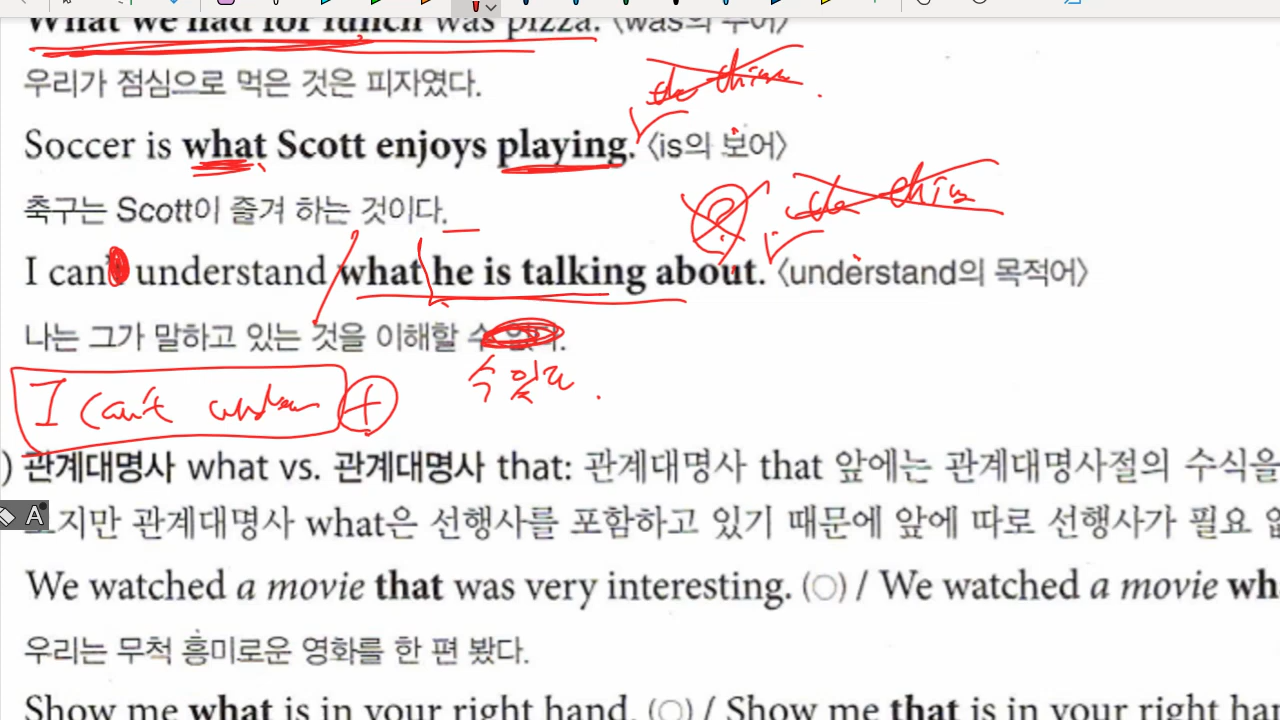 What we had for lunch was pizza. 〈was의 주어〉
우리가 점심으로 먹은 것은 피자였다.
the thing
Soccer is what Scott enjoys playing. 〈is의 보어〉
the thing
축구는 Scott이 즐겨 하는 것이다.
I can't understand what he is talking about. 〈understand의 목적어〉
나는 그가 말하고 있는 것을 이해할 수
수 있다.
I can't
) 관계대명사 what vs. 관계대명사 that: 관계대명사 that 앞에는 관계대명사절의 수식을
지만 관계대명사 what은 선행사를 포함하고 있기 때문에 앞에 따로 선행사가 필요
We watched a movie that was very interesting. (○) / We watched a movie wh
우리는 무척 흥미로운 영화를 한 편 봤다.
Show me what is in your right hand. (○) / Show me that is in your right han